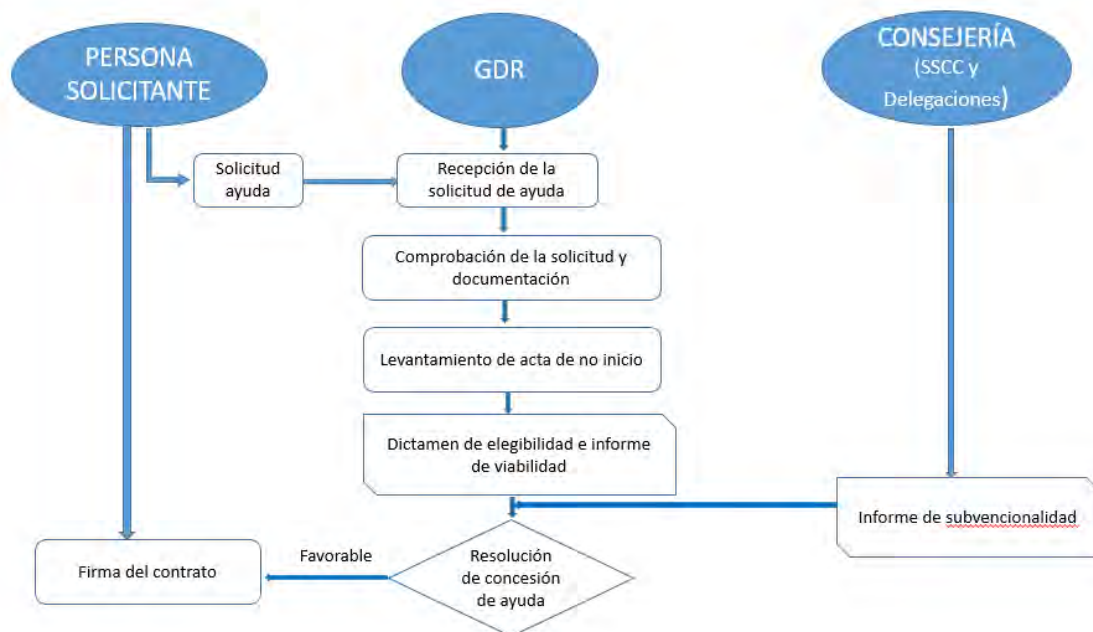 PERSONA
SOLICITANTE
GDR
CONSEJERÍA
(SSCC y
Delegaciones)
Solicitud
ayuda
Recepción de la
solicitud de ayuda
Comprobación de la solicitud y
documentación
Levantamiento de acta de no inicio
Dictamen de elegibilidad e informe
de viabilidad
Informe de subvencionalidad
Firma del contrato
Favorable
Resolución
de concesión
de ayuda